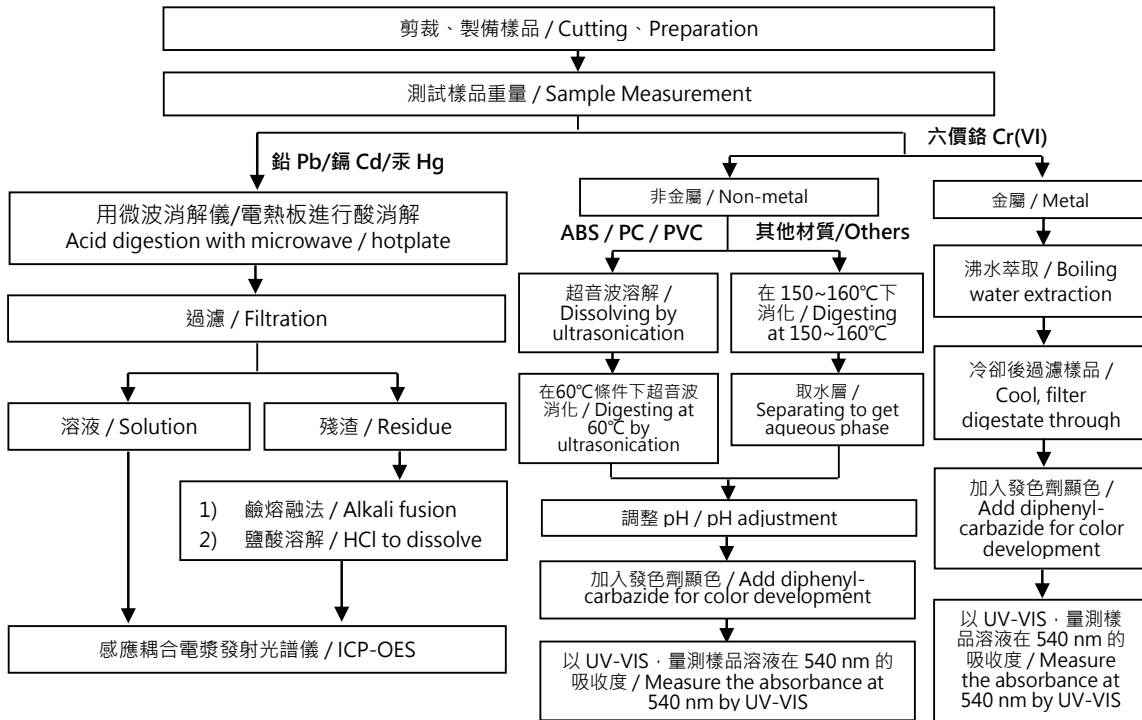 剪裁、製備樣品 / Cutting、Preparation
測試樣品重量 / Sample Measurement
鉛 Pb/鎘 Cd/汞 Hg
六價鉻 Cr(VI)
用微波消解儀/電熱板進行酸消解
Acid digestion with microwave / hotplate
過濾 / Filtration
溶液 / Solution
殘渣 / Residue
1) 鹼熔融法 / Alkali fusion
2) 鹽酸溶解 / HCl to dissolve
感應耦合電漿發射光譜儀 / ICP-OES
非金屬 / Non-metal
ABS / PC / PVC
其他材質/Others
超音波溶解 /
Dissolving by
ultrasonication
在 150~160℃下
消化 / Digesting
at 150~160℃
在60℃條件下超音波
消化 / Digesting at
60℃ by
ultrasonication
取水層 /
Separating to get
aqueous phase
調整 pH / pH adjustment
加入發色劑顯色 / Add diphenyl-
carbazide for color development
以 UV-VIS，量測樣品溶液在 540 nm 的
吸收度 / Measure the absorbance at
540 nm by UV-VIS
金屬 / Metal
沸水萃取 / Boiling
water extraction
冷卻後過濾樣品 /
Cool, filter
digestate through
加入發色劑顯色 /
Add diphenyl-
carbazide for color
development
以 UV-VIS，量測樣
品溶液在 540 nm 的
吸收度 / Measure
the absorbance at
540 nm by UV-VIS